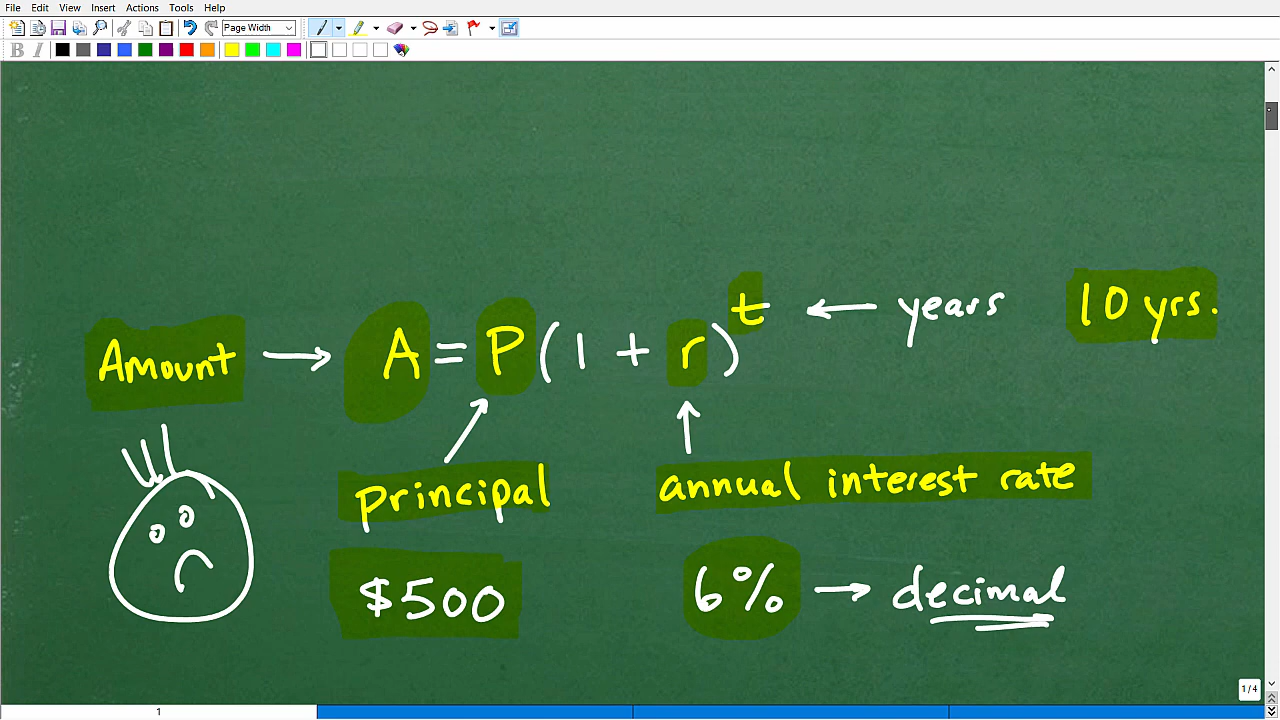 File Edit View Insert Actions Tools Help
Page Width
B I
t ← years 10 yrs.
Amount → A = P(1 + r)
principal annual interest rate
$500 6% → decimal
1/4
1